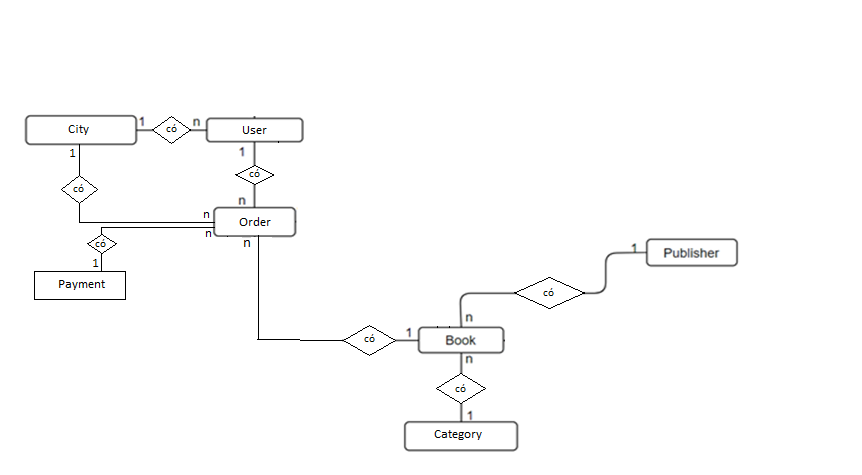 City
1
có
n
User
1
1
có
có
n
n
Order
n
n
có
1
Payment
1
Publisher
có
n
có
1
Book
n
có
1
Category